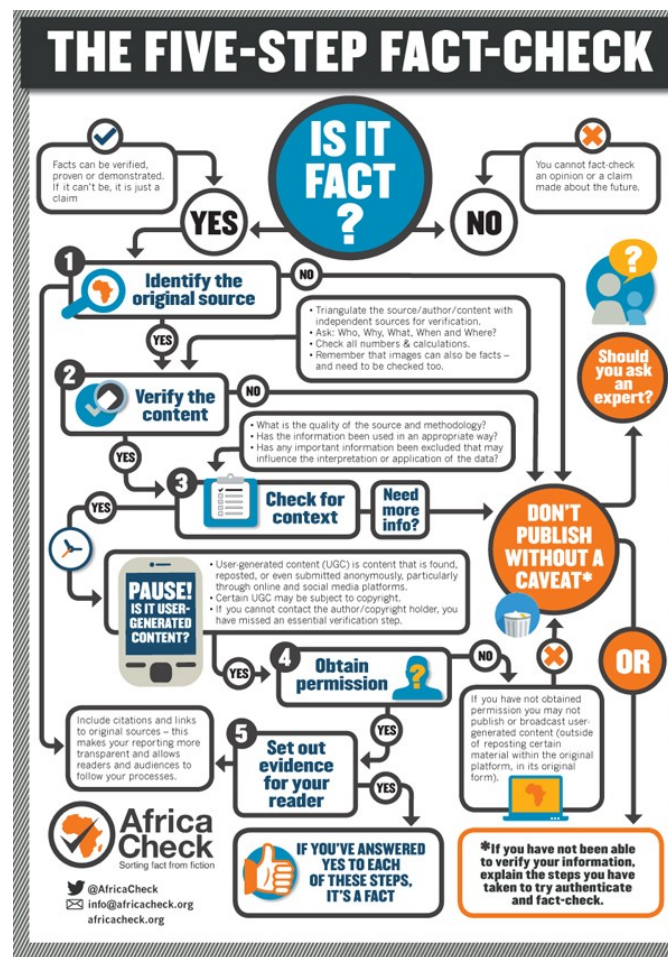 THE FIVE-STEP FACT-CHECK
IS IT
FACT
?
Facts can be verified,
proven or demonstrated.
If it can't be, it is just a
claim
YES
You cannot fact-check
an opinion or a claim
made about the future.
NO
1
Identify the
original source
NO
YES
• Triangulate the source/author/content with
independent sources for verification.
• Ask: Who, Why, What, When and Where?
• Check all numbers & calculations.
• Remember that images can also be facts –
and need to be checked too.
?
Should
you ask
an
expert?
2
Verify the
content
NO
YES
• What is the quality of the source and methodology?
• Has the information been used in an appropriate way?
• Has any important information been excluded that may
influence the interpretation or application of the data?
3
Check for
context
Need
more
info?
YES
DON'T
PUBLISH
WITHOUT A
CAVEAT*
PAUSE!
IS IT USER-
GENERATED
CONTENT?
• User-generated content (UGC) is content that is found,
reposted, or even submitted anonymously, particularly
through online and social media platforms.
• Certain UGC may be subject to copyright.
• If you cannot contact the author/copyright holder, you
have missed an essential verification step.
OR
YES
4
Obtain
permission
?
NO
YES
If you have not obtained
permission you may not
publish or broadcast user-
generated content (outside
of reposting certain
material within the original
platform, in its original
form).
Include citations and links
to original sources – this
makes your reporting more
transparent and allows
readers and audiences to
follow your processes.
5
Set out
evidence
for your
reader
YES
IF YOU'VE ANSWERED
YES TO EACH
OF THESE STEPS,
IT'S A FACT
*If you have not been able
to verify your information,
explain the steps you have
taken to try authenticate
and fact-check.
Africa
Check
Sorting fact from fiction
@AfricaCheck
info@africacheck.org
africacheck.org